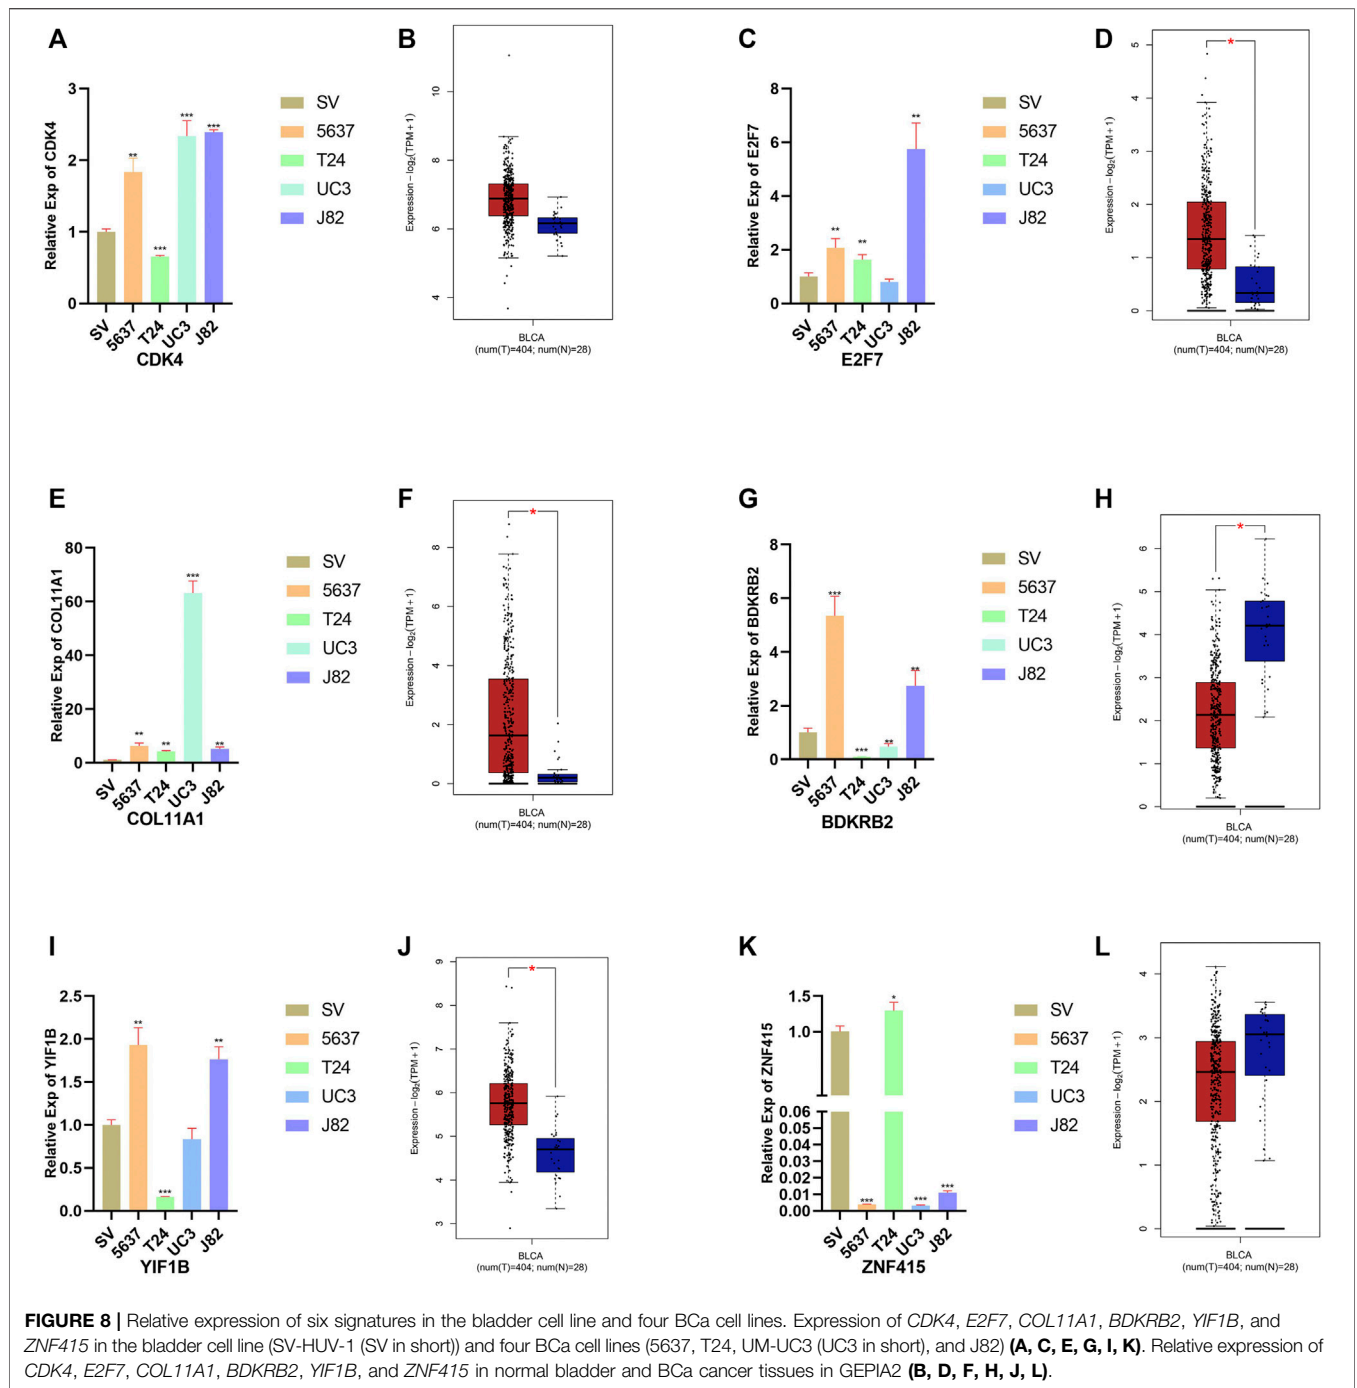 A
Relative Exp of CDK4
3
2
1
0
** *** *** ***
SV 5637 T24 UC3 J82
CDK4
SV
5637
T24
UC3
J82
B
Expression − log2(TPM + 1)
10
8
6
4
BLCA
(num(T)=404; num(N)=28)
C
Relative Exp of E2F7
8
6
4
2
0
** ** **
SV 5637 T24 UC3 J82
E2F7
SV
5637
T24
UC3
J82
D
Expression − log2(TPM + 1)
5
4
3
2
1
0
*
BLCA
(num(T)=404; num(N)=28)
E
Relative Exp of COL11A1
80
60
40
20
0
** ** *** **
SV 5637 T24 UC3 J82
COL11A1
SV
5637
T24
UC3
J82
F
Expression − log2(TPM + 1)
8
6
4
2
0
*
BLCA
(num(T)=404; num(N)=28)
G
Relative Exp of BDKRB2
8
6
4
2
0
*** *** ** **
SV 5637 T24 UC3 J82
BDKRB2
SV
5637
T24
UC3
J82
H
Expression − log2(TPM + 1)
6
5
4
3
2
1
0
*
BLCA
(num(T)=404; num(N)=28)
I
Relative Exp of YIF1B
2.5
2.0
1.5
1.0
0.5
0.0
** *** **
SV 5637 T24 UC3 J82
YIF1B
SV
5637
T24
UC3
J82
J
Expression − log2(TPM + 1)
9
8
7
6
5
4
3
*
BLCA
(num(T)=404; num(N)=28)
K
Relative Exp of ZNF415
1.5
1.0
0.06
0.05
0.04
0.03
0.02
0.01
0.00
*** * *** ***
SV 5637 T24 UC3 J82
ZNF415
SV
5637
T24
UC3
J82
L
Expression − log2(TPM + 1)
4
3
2
1
0
BLCA
(num(T)=404; num(N)=28)
FIGURE 8 | Relative expression of six signatures in the bladder cell line and four BCa cell lines. Expression of CDK4, E2F7, COL11A1, BDKRB2, YIF1B, and
ZNF415 in the bladder cell line (SV-HUV-1 (SV in short)) and four BCa cell lines (5637, T24, UM-UC3 (UC3 in short), and J82) (A, C, E, G, I, K). Relative expression of
CDK4, E2F7, COL11A1, BDKRB2, YIF1B, and ZNF415 in normal bladder and BCa cancer tissues in GEPIA2 (B, D, F, H, J, L).